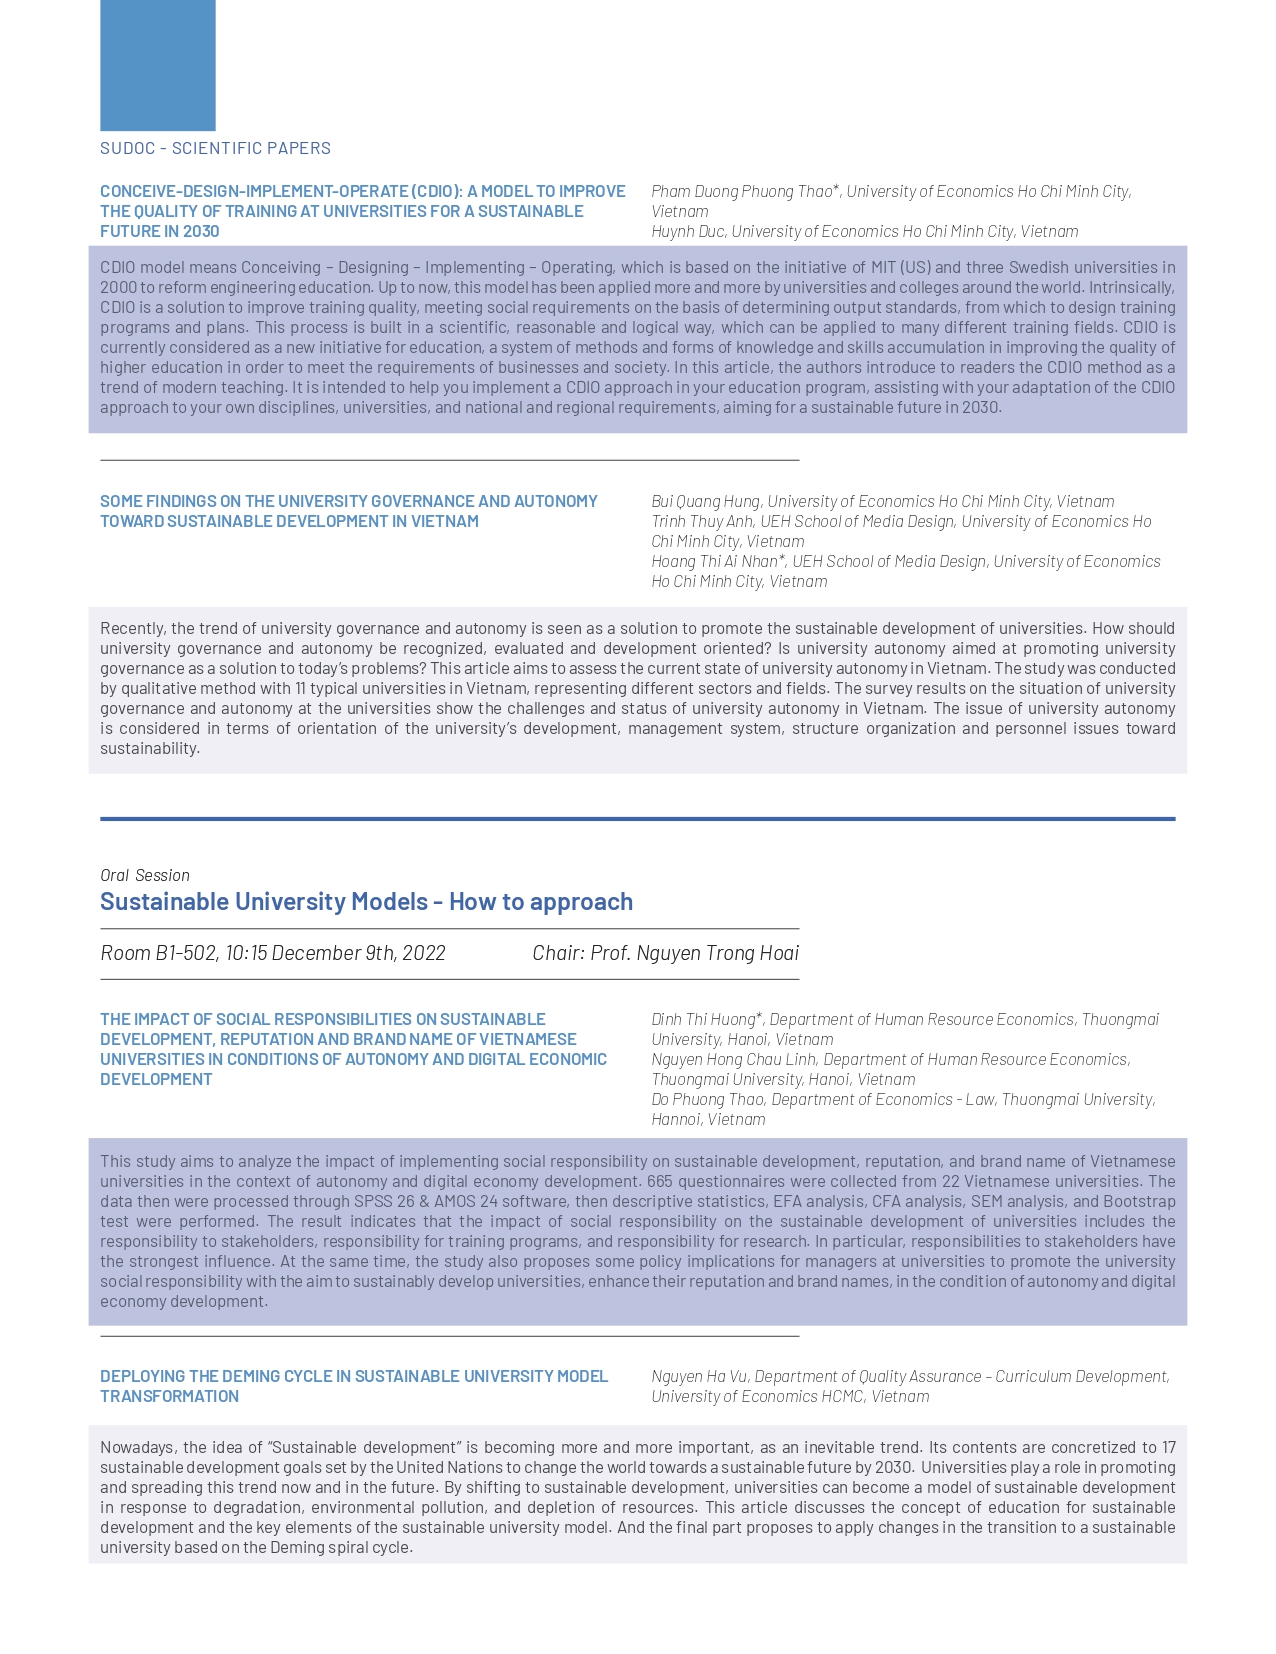 SUDOC - SCIENTIFIC PAPERS
CONCEIVE-DESIGN-IMPLEMENT-OPERATE (CDIO): A MODEL TO IMPROVE
THE QUALITY OF TRAINING AT UNIVERSITIES FOR A SUSTAINABLE
FUTURE IN 2030
Pham Duong Phuong Thao*, University of Economics Ho Chi Minh City,
Vietnam
Huynh Duc, University of Economics Ho Chi Minh City, Vietnam
CDIO model means Conceiving – Designing – Implementing – Operating, which is based on the initiative of MIT (US) and three Swedish universities in
2000 to reform engineering education. Up to now, this model has been applied more and more by universities and colleges around the world. Intrinsically,
CDIO is a solution to improve training quality, meeting social requirements on the basis of determining output standards, from which to design training
programs and plans. This process is built in a scientific, reasonable and logical way, which can be applied to many different training fields. CDIO is
currently considered as a new initiative for education, a system of methods and forms of knowledge and skills accumulation in improving the quality of
higher education in order to meet the requirements of businesses and society. In this article, the authors introduce to readers the CDIO method as a
trend of modern teaching. It is intended to help you implement a CDIO approach in your education program, assisting with your adaptation of the CDIO
approach to your own disciplines, universities, and national and regional requirements, aiming for a sustainable future in 2030.
SOME FINDINGS ON THE UNIVERSITY GOVERNANCE AND AUTONOMY
TOWARD SUSTAINABLE DEVELOPMENT IN VIETNAM
Bui Quang Hung, University of Economics Ho Chi Minh City, Vietnam
Trinh Thuy Anh, UEH School of Media Design, University of Economics Ho
Chi Minh City, Vietnam
Hoang Thi Ai Nhan*, UEH School of Media Design, University of Economics
Ho Chi Minh City, Vietnam
Recently, the trend of university governance and autonomy is seen as a solution to promote the sustainable development of universities. How should
university governance and autonomy be recognized, evaluated and development oriented? Is university autonomy aimed at promoting university
governance as a solution to today's problems? This article aims to assess the current state of university autonomy in Vietnam. The study was conducted
by qualitative method with 11 typical universities in Vietnam, representing different sectors and fields. The survey results on the situation of university
governance and autonomy at the universities show the challenges and status of university autonomy in Vietnam. The issue of university autonomy
is considered in terms of orientation of the university's development, management system, structure organization and personnel issues toward
sustainability.
Oral Session
Sustainable University Models - How to approach
Room B1-502, 10:15 December 9th, 2022 Chair: Prof. Nguyen Trong Hoai
THE IMPACT OF SOCIAL RESPONSIBILITIES ON SUSTAINABLE
DEVELOPMENT, REPUTATION AND BRAND NAME OF VIETNAMESE
UNIVERSITIES IN CONDITIONS OF AUTONOMY AND DIGITAL ECONOMIC
DEVELOPMENT
Dinh Thi Huong*, Department of Human Resource Economics, Thuongmai
University, Hanoi, Vietnam
Nguyen Hong Chau Linh, Department of Human Resource Economics,
Thuongmai University, Hanoi, Vietnam
Do Phuong Thao, Department of Economics - Law, Thuongmai University,
Hannoi, Vietnam
This study aims to analyze the impact of implementing social responsibility on sustainable development, reputation, and brand name of Vietnamese
universities in the context of autonomy and digital economy development. 665 questionnaires were collected from 22 Vietnamese universities. The
data then were processed through SPSS 26 & AMOS 24 software, then descriptive statistics, EFA analysis, CFA analysis, SEM analysis, and Bootstrap
test were performed. The result indicates that the impact of social responsibility on the sustainable development of universities includes the
responsibility to stakeholders, responsibility for training programs, and responsibility for research. In particular, responsibilities to stakeholders have
the strongest influence. At the same time, the study also proposes some policy implications for managers at universities to promote the university
social responsibility with the aim to sustainably develop universities, enhance their reputation and brand names, in the condition of autonomy and digital
economy development.
DEPLOYING THE DEMING CYCLE IN SUSTAINABLE UNIVERSITY MODEL
TRANSFORMATION
Nguyen Ha Vu, Department of Quality Assurance – Curriculum Development,
University of Economics HCMC, Vietnam
Nowadays, the idea of “Sustainable development” is becoming more and more important, as an inevitable trend. Its contents are concretized to 17
sustainable development goals set by the United Nations to change the world towards a sustainable future by 2030. Universities play a role in promoting
and spreading this trend now and in the future. By shifting to sustainable development, universities can become a model of sustainable development
in response to degradation, environmental pollution, and depletion of resources. This article discusses the concept of education for sustainable
development and the key elements of the sustainable university model. And the final part proposes to apply changes in the transition to a sustainable
university based on the Deming spiral cycle.